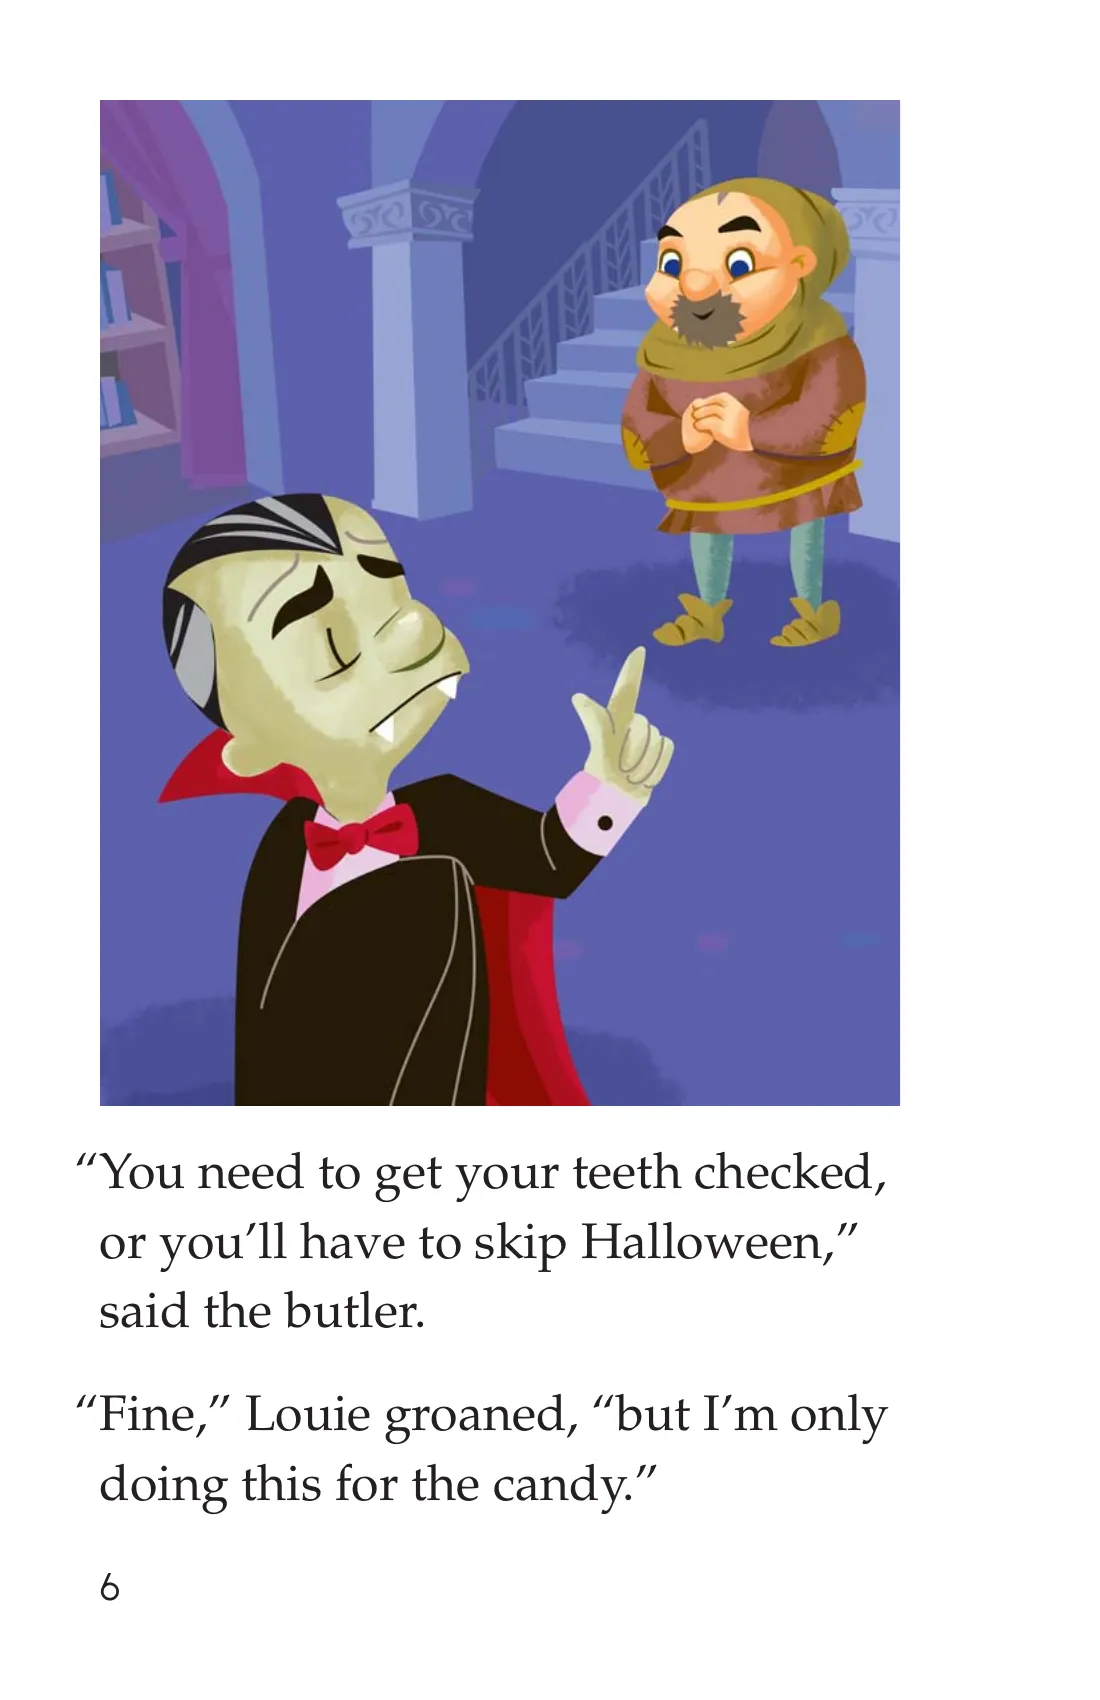 “You need to get your teeth checked,
or you’ll have to skip Halloween,”
said the butler.
“Fine,” Louie groaned, “but I’m only
doing this for the candy.”
6